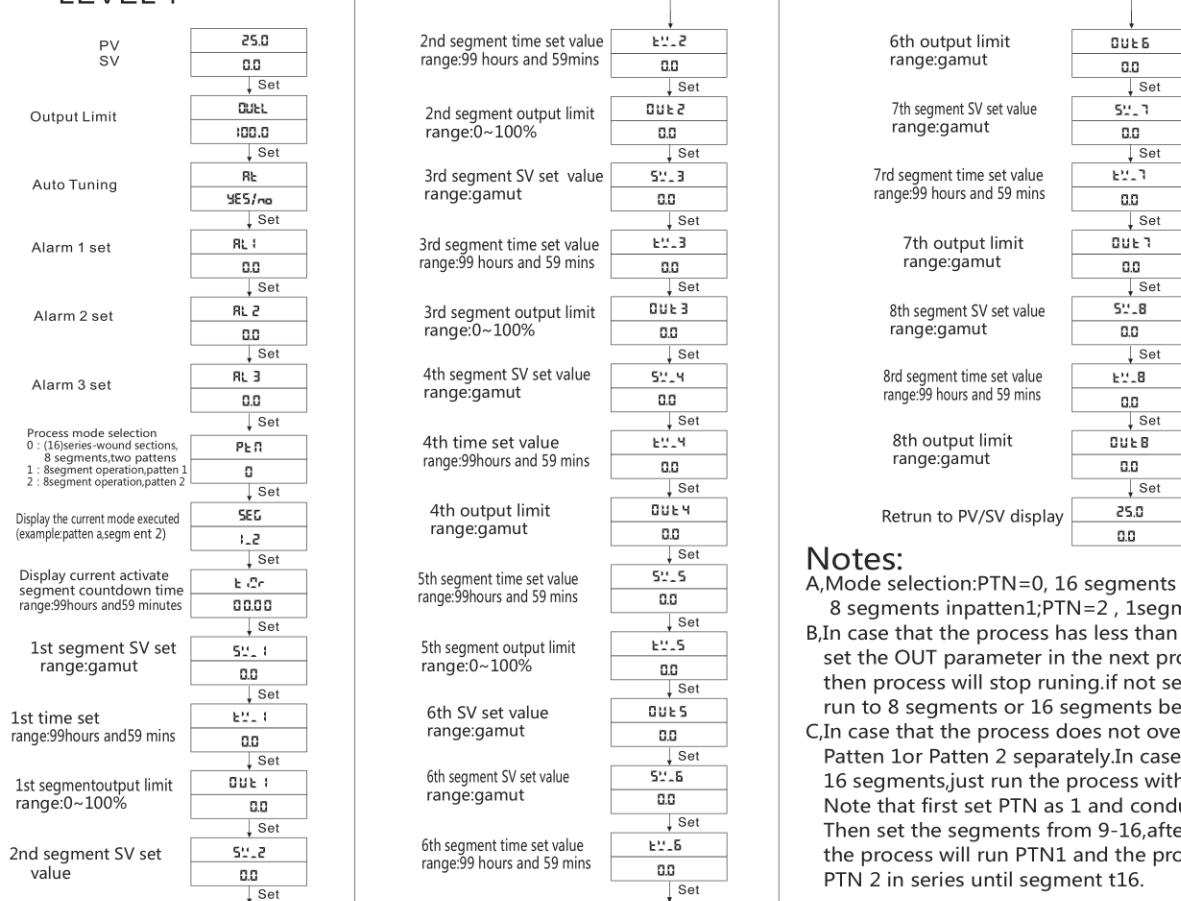 LEVEL 1
PV
SV
25.0
0.0
Set
Output Limit
OUtL
100.0
Set
Auto Tuning
At
YES/no
Set
Alarm 1 set
AL 1
0.0
Set
Alarm 2 set
AL 2
0.0
Set
Alarm 3 set
AL 3
0.0
Set
Process mode selection
0 : (16)series-wound sections,
8 segments,two pattens
1 : 8segment operation,patten 1
2 : 8segment operation,patten 2
Ptn
0
Set
Display the current mode executed
(example:patten a,segm ent 2)
SEG
1_2
Set
Display current activate
segment countdown time
range:99hours and59 minutes
00.00
Set
1st segment SV set
range:gamut
SV_1
0.0
Set
1st time set
range:99hours and59 mins
tV_1
0.0
Set
1st segmentoutput limit
range:0~100%
OUt 1
0.0
Set
2nd segment SV set
value
SV_2
0.0
Set
2nd segment time set value
range:99 hours and 59mins
tV_2
0.0
Set
2nd segment output limit
range:0~100%
OUt 2
0.0
Set
3rd segment SV set value
range:gamut
SV_3
0.0
Set
3rd segment time set value
range:99 hours and 59 mins
tV_3
0.0
Set
3rd segment output limit
range:0~100%
OUt 3
0.0
Set
4th segment SV set value
range:gamut
SV_4
0.0
Set
4th time set value
range:99hours and 59 mins
tV_4
0.0
Set
4th output limit
range:gamut
OUt 4
0.0
Set
5th segment time set value
range:99hours and 59 mins
SV_5
0.0
Set
5th segment output limit
range:0~100%
tV_5
0.0
Set
6th SV set value
range:gamut
OUt 5
0.0
Set
6th segment SV set value
range:gamut
SV_6
0.0
Set
6th segment time set value
range:99 hours and 59 mins
tV_6
0.0
Set
6th output limit
range:gamut
OUt 6
0.0
Set
7th segment SV set value
range:gamut
SV_7
0.0
Set
7rd segment time set value
range:99 hours and 59 mins
tV_7
0.0
Set
7th output limit
range:gamut
OUt 7
0.0
Set
8th segment SV set value
range:gamut
SV_8
0.0
Set
8rd segment time set value
range:99 hours and 59 mins
tV_8
0.0
Set
8th output limit
range:gamut
OUt 8
0.0
Set
Retrun to PV/SV display
25.0
0.0
Notes:
A,Mode selection:PTN=0, 16 segments
8 segments inpatten1;PTN=2 , 1segm
B,In case that the process has less than
set the OUT parameter in the next pro
then process will stop runing.if not se
run to 8 segments or 16 segments be
C,In case that the process does not ove
Patten 1or Patten 2 separately.In case
16 segments,just run the process with
Note that first set PTN as 1 and condu
Then set the segments from 9-16,afte
the process will run PTN1 and the pro
PTN 2 in series until segment t16.